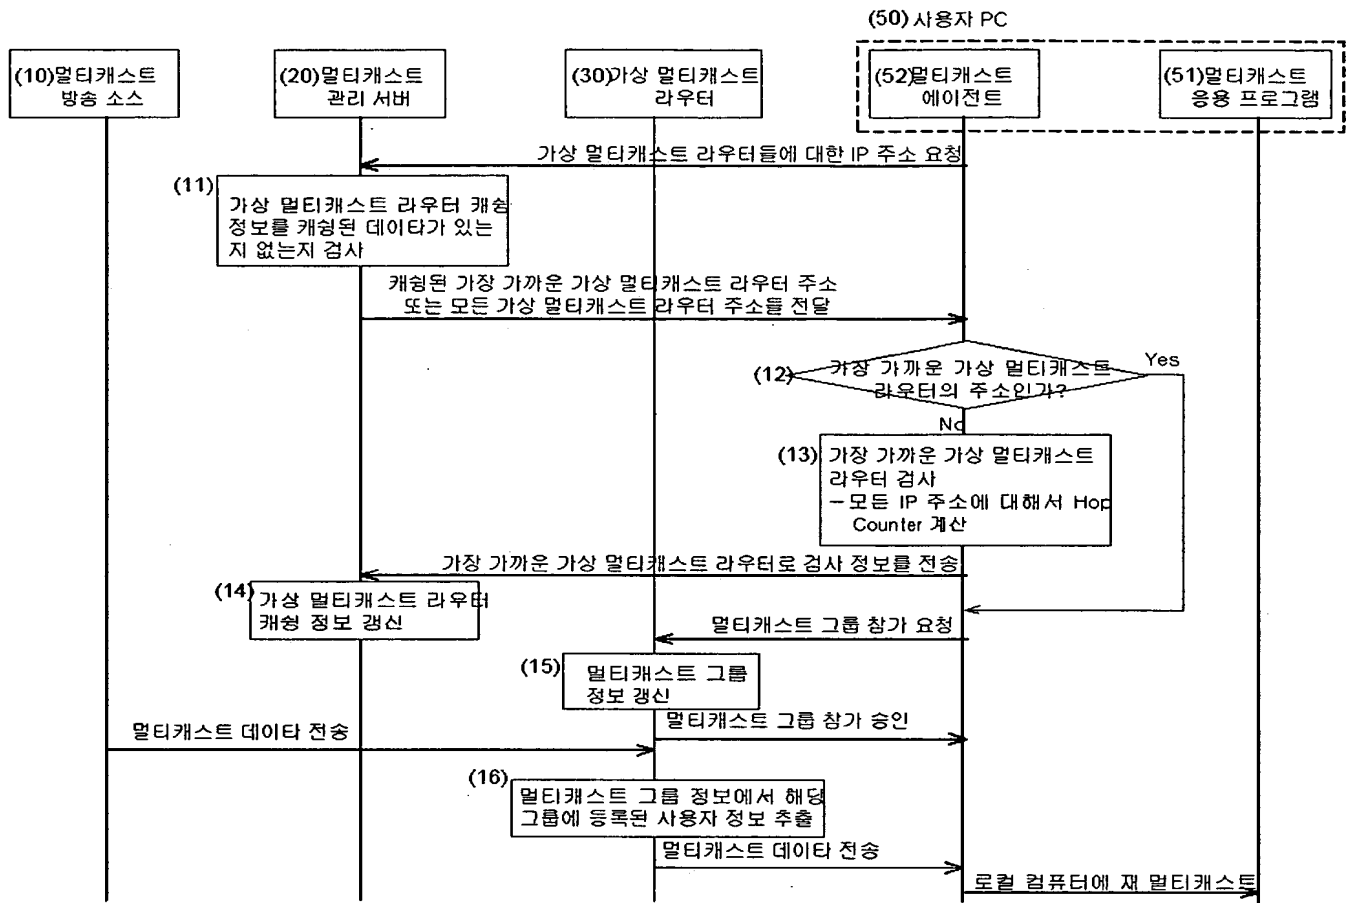 (50) 사용자 PC
(10)멀티캐스트
방송 소스
(20)멀티캐스트
관리 서버
(30)가상 멀티캐스트
라우터
(52)멀티캐스트
에이전트
(51)멀티캐스트
응용 프로그램
가상 멀티캐스트 라우터들에 대한 IP 주소 요청
(11)
가상 멀티캐스트 라우터 캐슁
정보를 캐슁된 데이타가 있는
지 없는지 검사
캐슁된 가장 가까운 가상 멀티캐스트 라우터 주소
또는 모든 가상 멀티캐스트 라우터 주소들 전달
(12)
가장 가까운 가상 멀티캐스트
라우터의 주소인가?
Yes
No
(13)
가장 가까운 가상 멀티캐스트
라우터 검사
-모든 IP 주소에 대해서 Hop
Counter 계산
가장 가까운 가상 멀티캐스트 라우터로 검사 정보를 전송
(14)
가상 멀티캐스트 라우터
캐슁 정보 갱신
멀티캐스트 그룹 참가 요청
(15)
멀티캐스트 그룹
정보 갱신
멀티캐스트 그룹 참가 승인
멀티캐스트 데이타 전송
(16)
멀티캐스트 그룹 정보에서 해당
그룹에 등록된 사용자 정보 추출
멀티캐스트 데이타 전송
로컬 컴퓨터에 재 멀티캐스트